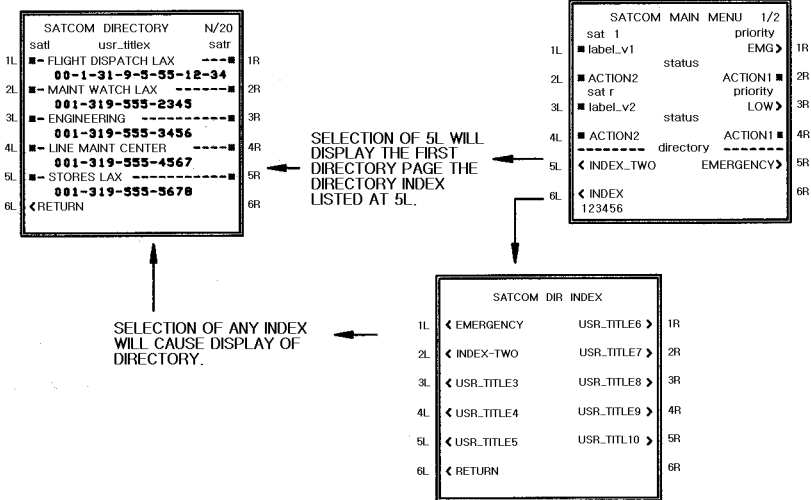 SATCOM DIRECTORY N/20
satl usr_titlex satr
1L ■- FLIGHT DISPATCH LAX ---■ 1R
00-1-31-9-5-55-12-34
2L ■- MAINT WATCH LAX -------■ 2R
001-319-555-2345
3L ■- ENGINEERING ----------■ 3R
001-319-555-3456
4L ■- LINE MAINT CENTER -----■ 4R
001-319-555-4567
5L ■- STORES LAX ------■ 5R
001-319-555-5678
6L <RETURN 6R
SELECTION OF 5L WILL
DISPLAY THE FIRST
DIRECTORY PAGE THE
DIRECTORY INDEX
LISTED AT 5L.
SATCOM MAIN MENU 1/2
sat 1 priority
1L ■ label_v1 EMG> 1R
status
2L ■ ACTION2 ACTION1 ■ 2R
sat r priority
3L ■ label_v2 LOW> 3R
status
4L ■ ACTION2 ACTION1 ■ 4R
------- directory -------
5L < INDEX_TWO EMERGENCY> 5R
6L < INDEX 6R
123456
SELECTION OF ANY INDEX
WILL CAUSE DISPLAY OF
DIRECTORY.
SATCOM DIR INDEX
1L < EMERGENCY USR_TITLE6 > 1R
2L < INDEX-TWO USR_TITLE7 > 2R
3L < USR_TITLE3 USR_TITLE8 > 3R
4L < USR_TITLE4 USR_TITLE9 > 4R
5L < USR_TITLE5 USR_TITL10 > 5R
6L < RETURN 6R